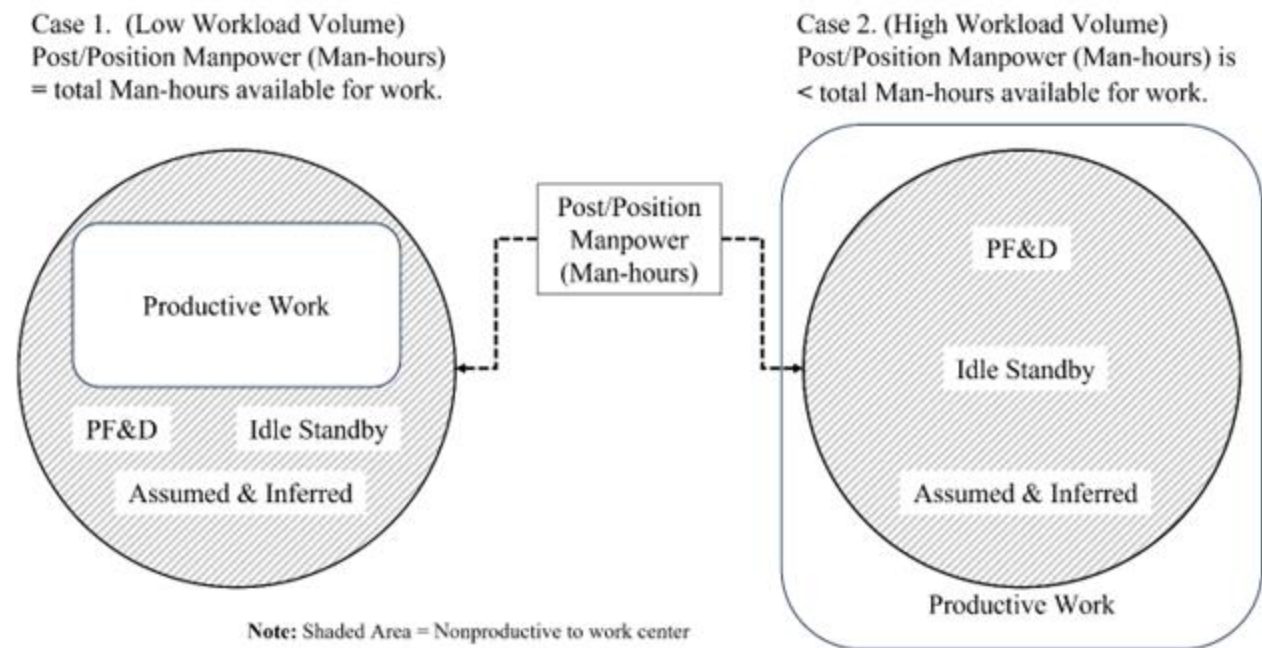 Case 1.  (Low Workload Volume)
Post/Position Manpower (Man-hours)
= total Man-hours available for work.
Case 2. (High Workload Volume)
Post/Position Manpower (Man-hours) is
< total Man-hours available for work.
Post/Position
Manpower
(Man-hours)
Productive Work
PF&D
Idle Standby
Assumed & Inferred
PF&D
Idle Standby
Assumed & Inferred
Productive Work
Note: Shaded Area = Nonproductive to work center